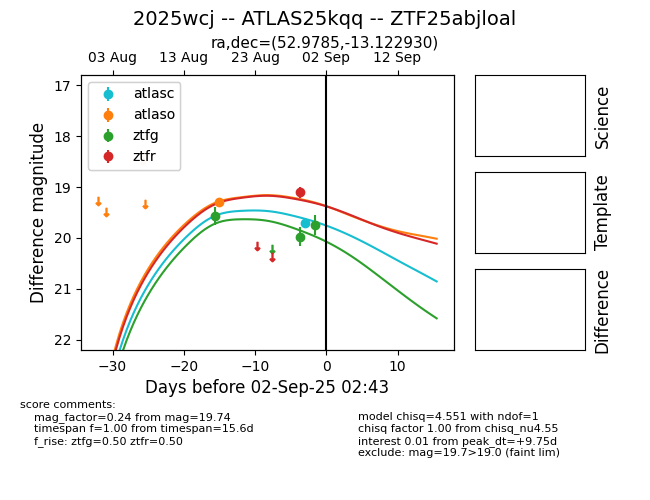 2025wcj -- ATLAS25kqq -- ZTF25abjloal
ra,dec=(52.9785,-13.122930)
03 Aug 13 Aug 23 Aug 02 Sep 12 Sep
17
18
19
20
21
22
Difference magnitude
atlasc
atlaso
ztfg
ztfr
−30 −20 −10 0 10
Days before 02-Sep-25 02:43
Science
Template
Difference
score comments:
mag_factor=0.24 from mag=19.74
timespan f=1.00 from timespan=15.6d
f_rise: ztfg=0.50 ztfr=0.50
model chisq=4.551 with ndof=1
chisq factor 1.00 from chisq_nu4.55
interest 0.01 from peak_dt=+9.75d
exclude: mag=19.7>19.0 (faint lim)